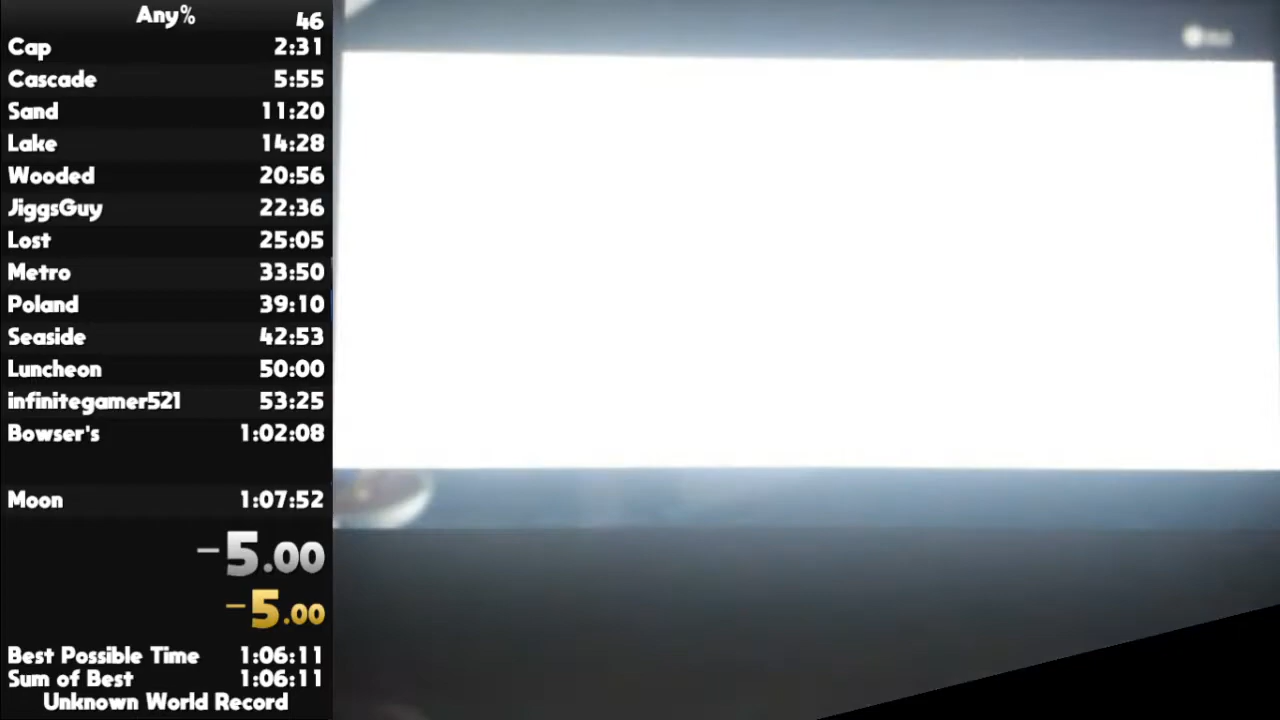 Any% 46
Cap 2:31
Cascade 5:55
Sand 11:20
Lake 14:28
Wooded 20:56
JiggsGuy 22:36
Lost 25:05
Metro 33:50
Poland 39:10
Seaside 42:53
Luncheon 50:00
infinitegamer521 53:25
Bowser's 1:02:08
Moon 1:07:52
−5.00
−5.00
Best Possible Time 1:06:11
Sum of Best 1:06:11
Unknown World Record